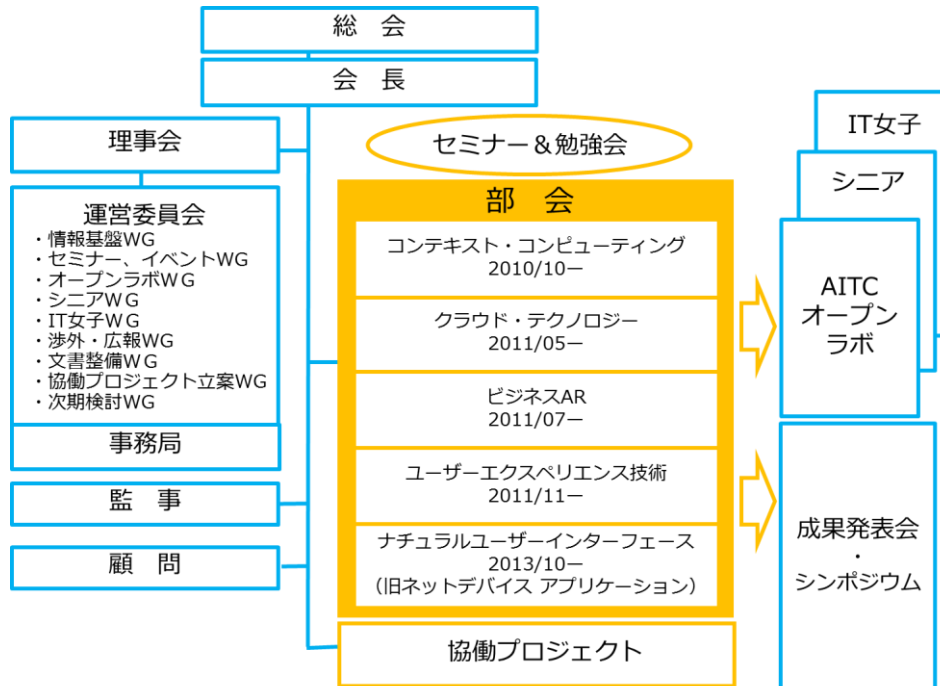 総　会
会　長
理事会
運営委員会
・情報基盤WG
・セミナー、イベントWG
・オープンラボWＧ
・シニアWＧ
・IT女子WＧ
・渉外・広報WG
・文書整備WＧ
・協働プロジェクト立案WG
・次期検討WG
事務局
監　事
顧　問
セミナー＆勉強会
部　会
コンテキスト・コンピューティング
2010/10ー
クラウド・テクノロジー
2011/05ー
ビジネスAR
2011/07ー
ユーザーエクスペリエンス技術
2011/11ー
ナチュラルユーザーインターフェース
2013/10ー
（旧ネットデバイス アプリケーション）
協働プロジェクト
IT女子
シニア
AITC
オープン
ラボ
成果発表会
・
シンポジウム